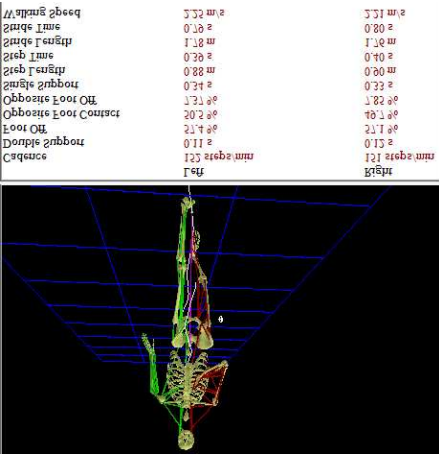 Left Right
Cadence 152 steps/min 151 steps/min
Double Support 0.11 s 0.12 s
Foot Off 57.4 % 57.1 %
Opposite Foot Contact 50.5 % 49.7 %
Opposite Foot Off 7.37 % 7.85 %
Single Support 0.34 s 0.33 s
Step Length 0.88 m 0.90 m
Step Time 0.39 s 0.40 s
Stride Length 1.78 m 1.76 m
Stride Time 0.79 s 0.80 s
Walking Speed 2.25 m/s 2.21 m/s